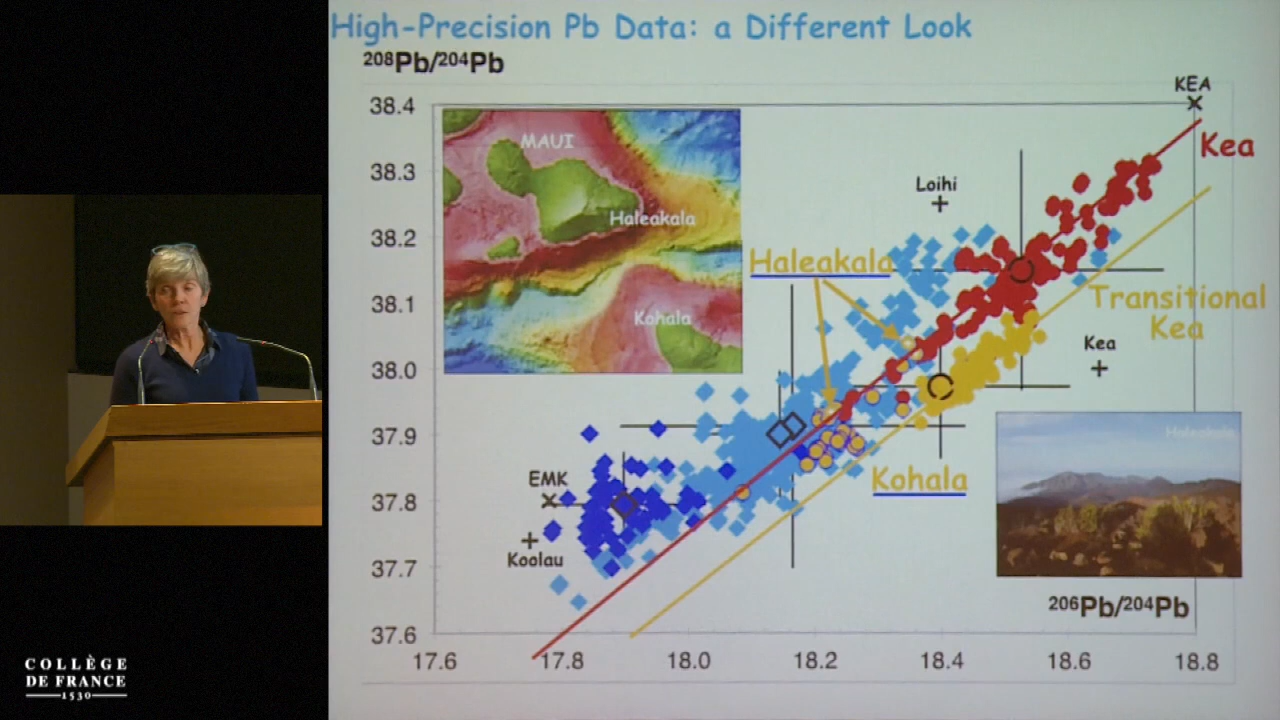 High-Precision Pb Data: a Different Look
208Pb/204Pb
KEA
38.4
38.3
38.2
38.1
38.0
37.9
37.8
37.7
37.6
MAUI
Haleakala
Kohala
Loihi
Kea
Haleakala
Transitional
Kea
Kea
Haleakala
Kohala
EMK
Koolau
206Pb/204Pb
17.6
17.8
18.0
18.2
18.4
18.6
18.8
COLLÈGE
DE FRANCE
1530